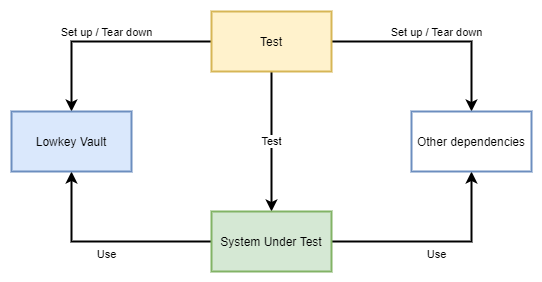 Test
Set up / Tear down
Set up / Tear down
Lowkey Vault
Test
Other dependencies
System Under Test
Use
Use